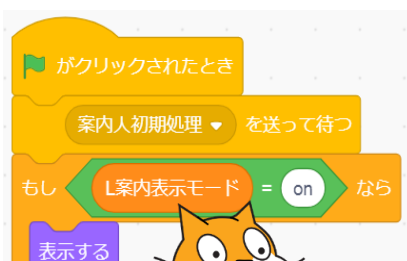 がクリックされたとき
案内人初期処理 を送って待つ
もし L案内表示モード = on なら
表示する